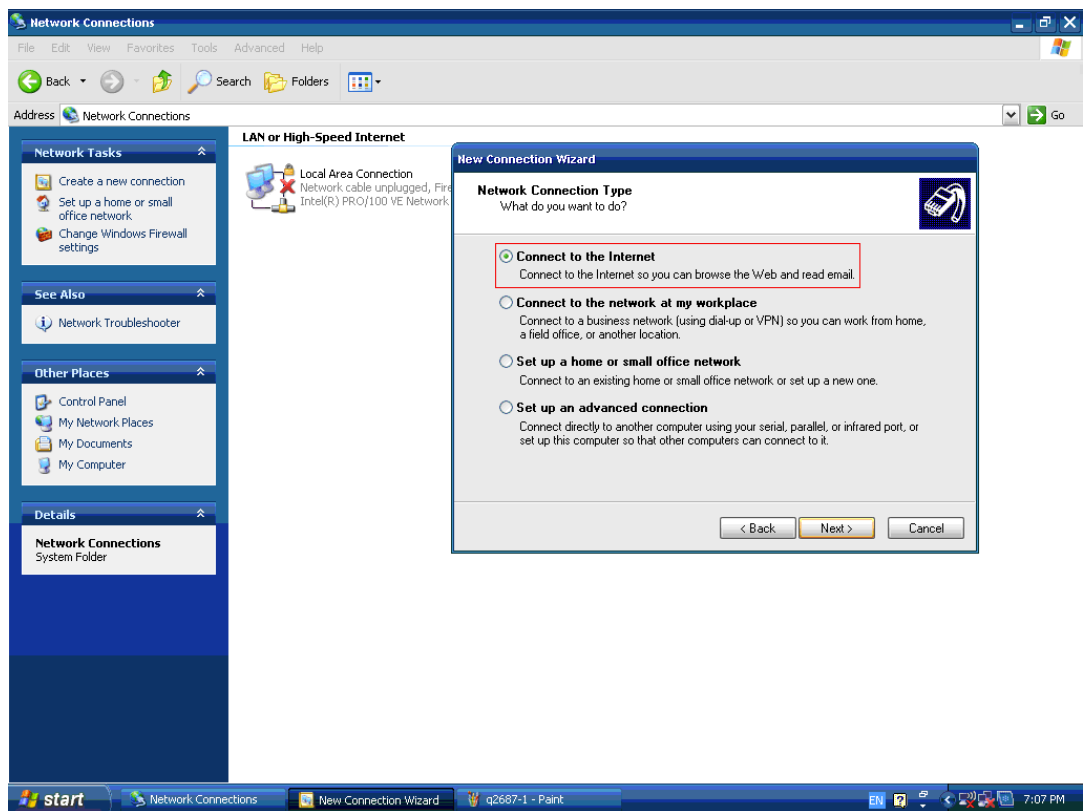 Network Connections
File Edit View Favorites Tools Advanced Help
Back Search Folders
Address Network Connections Go
Network Tasks
Create a new connection
Set up a home or small
office network
Change Windows Firewall
settings
See Also
Network Troubleshooter
Other Places
Control Panel
My Network Places
My Documents
My Computer
Details
Network Connections
System Folder
LAN or High-Speed Internet
Local Area Connection
Network cable unplugged, Fire
Intel(R) PRO/100 VE Network
New Connection Wizard
Network Connection Type
What do you want to do?
Connect to the Internet
Connect to the Internet so you can browse the Web and read email.
Connect to the network at my workplace
Connect to a business network (using dial-up or VPN) so you can work from home,
a field office, or another location.
Set up a home or small office network
Connect to an existing home or small office network or set up a new one.
Set up an advanced connection
Connect directly to another computer using your serial, parallel, or infrared port, or
set up this computer so that other computers can connect to it.
< Back Next > Cancel
start Network Connections New Connection Wizard q2687-1 - Paint EN 7:07 PM